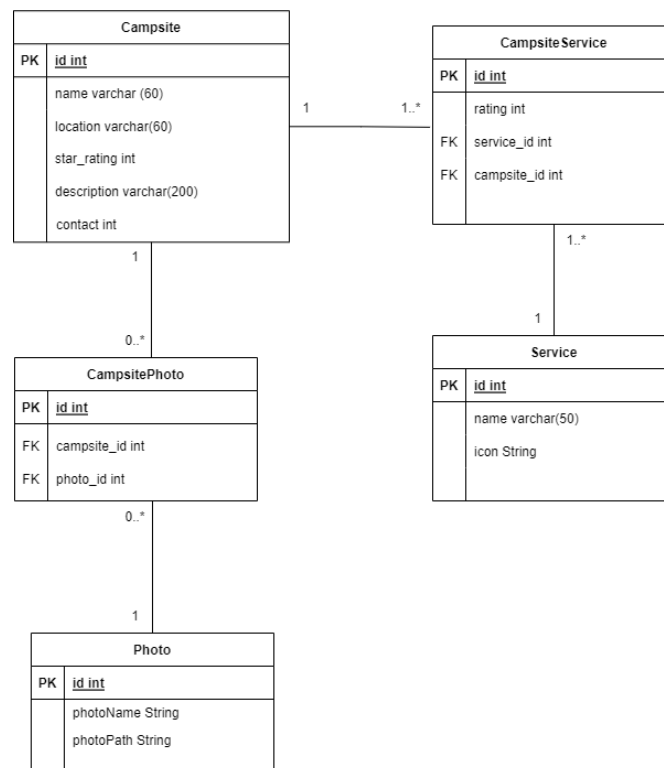 Campsite
PK id int
name varchar (60)
location varchar(60)
star_rating int
description varchar(200)
contact int
CampsiteService
PK id int
rating int
FK service_id int
FK campsite_id int
1
1..*
1
0..*
1..*
1
CampsitePhoto
PK id int
FK campsite_id int
FK photo_id int
Service
PK id int
name varchar(50)
icon String
0..*
1
Photo
PK id int
photoName String
photoPath String